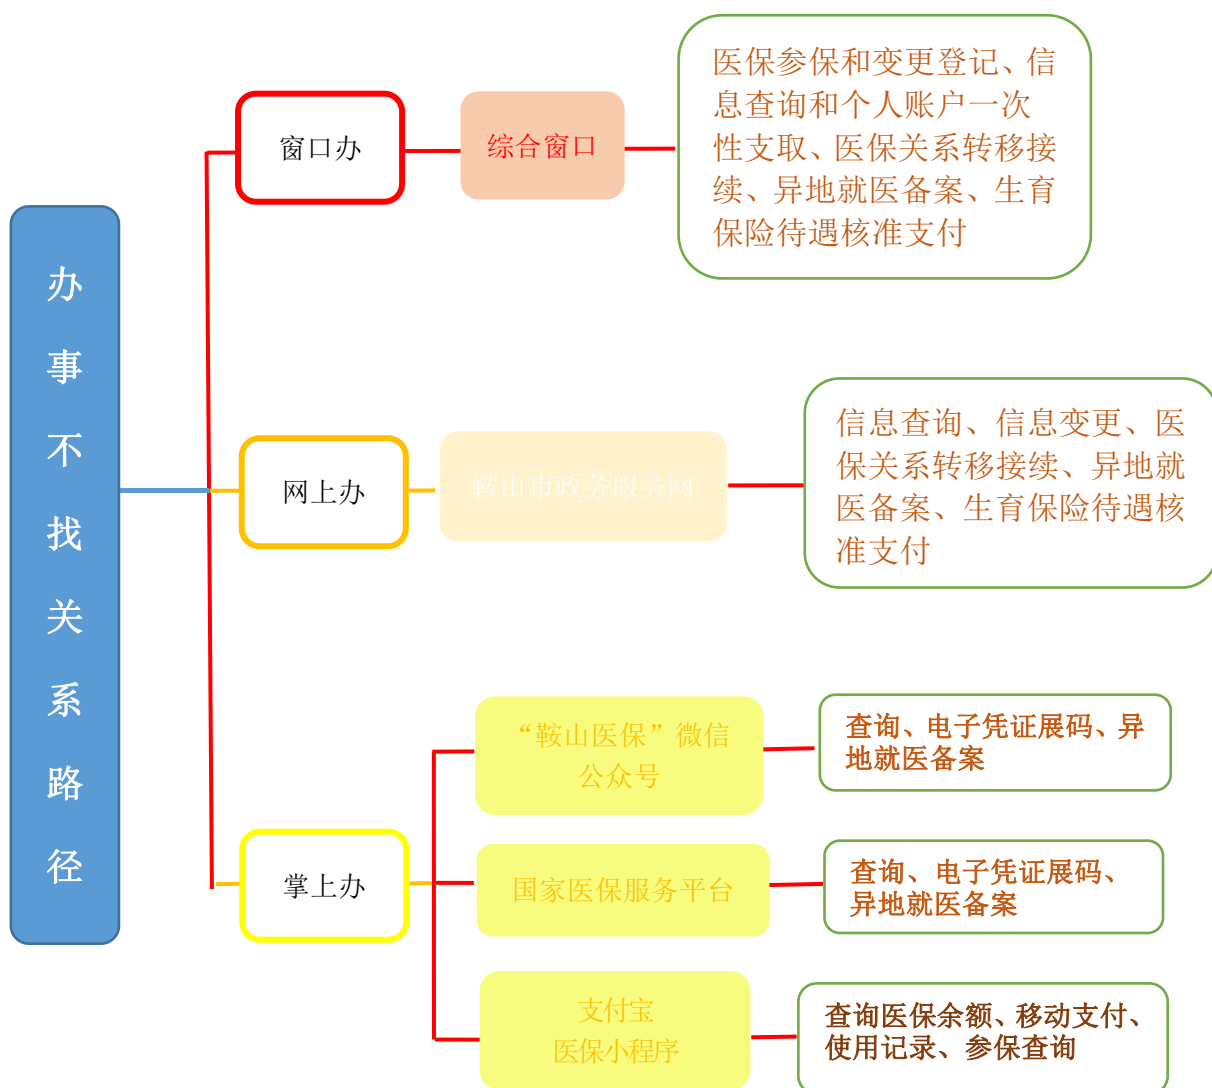 办事不找关系路径
窗口办
综合窗口
医保参保和变更登记、信
息查询和个人账户一次
性支取、医保关系转移接
续、异地就医备案、生育
保险待遇核准支付
网上办
鞍山市政务服务网
信息查询、信息变更、医
保关系转移接续、异地就
医备案、生育保险待遇核
准支付
掌上办
“鞍山医保”微信
公众号
查询、电子凭证展码、异
地就医备案
国家医保服务平台
查询、电子凭证展码、
异地就医备案
支付宝
医保小程序
查询医保余额、移动支付、
使用记录、参保查询